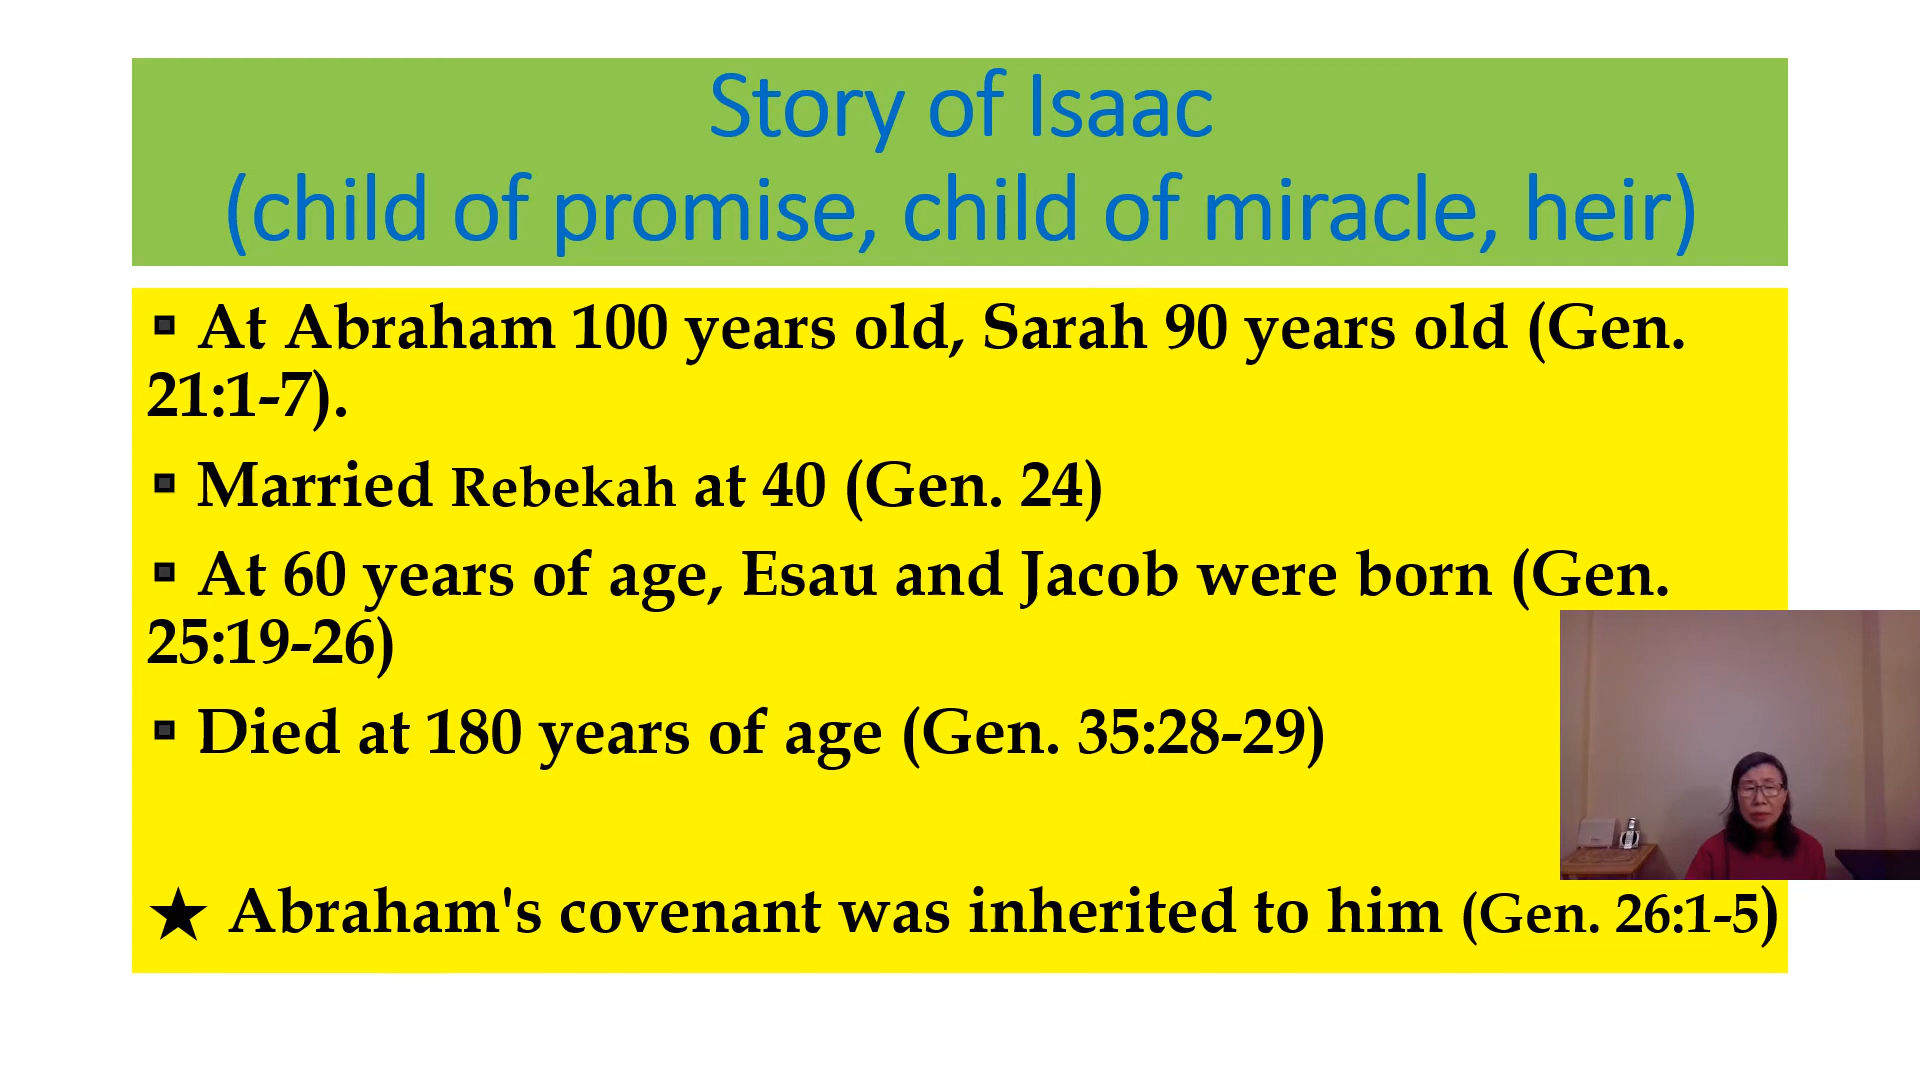 Story of Isaac
(child of promise, child of miracle, heir)
▪ At Abraham 100 years old, Sarah 90 years old (Gen.
21:1-7).
▪ Married Rebekah at 40 (Gen. 24)
▪ At 60 years of age, Esau and Jacob were born (Gen.
25:19-26)
▪ Died at 180 years of age (Gen. 35:28-29)
★ Abraham's covenant was inherited to him (Gen. 26:1-5)